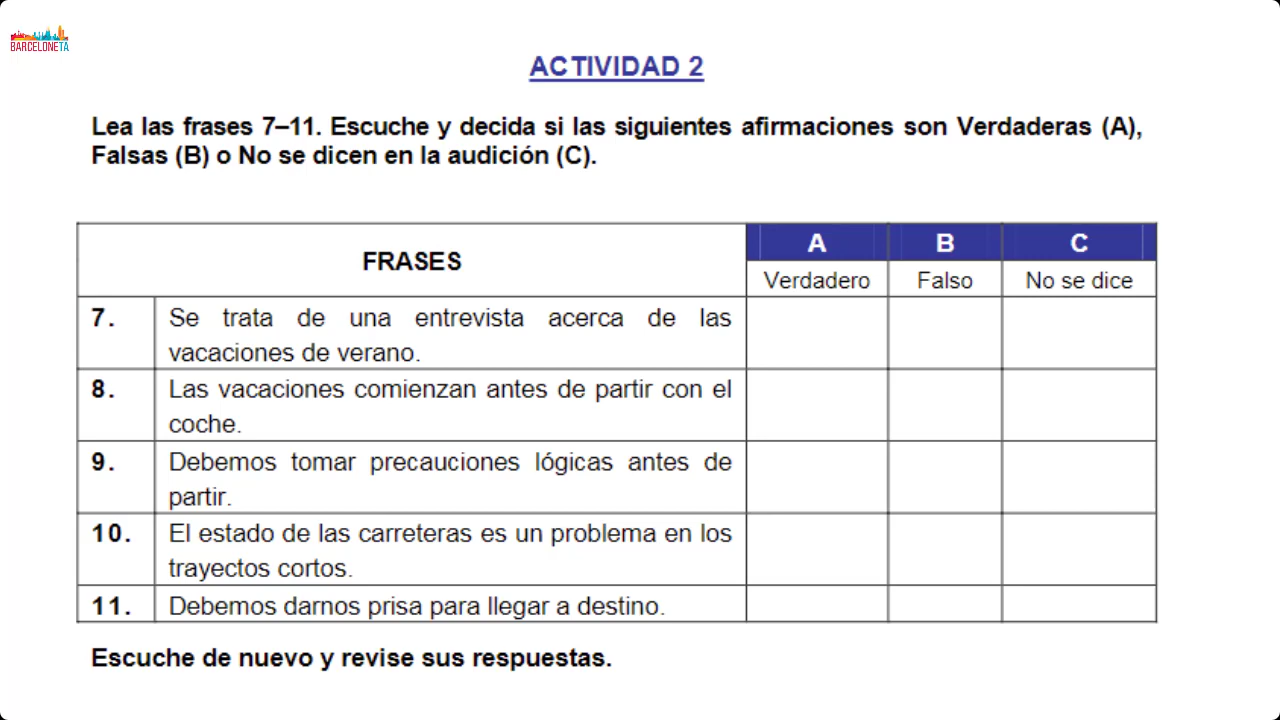 BARCELONETA
ACTIVIDAD 2
Lea las frases 7–11. Escuche y decida si las siguientes afirmaciones son Verdaderas (A),
Falsas (B) o No se dicen en la audición (C).
FRASES
A B C
Verdadero Falso No se dice
7. Se trata de una entrevista acerca de las
vacaciones de verano.
8. Las vacaciones comienzan antes de partir con el
coche.
9. Debemos tomar precauciones lógicas antes de
partir.
10. El estado de las carreteras es un problema en los
trayectos cortos.
11. Debemos darnos prisa para llegar a destino.
Escuche de nuevo y revise sus respuestas.